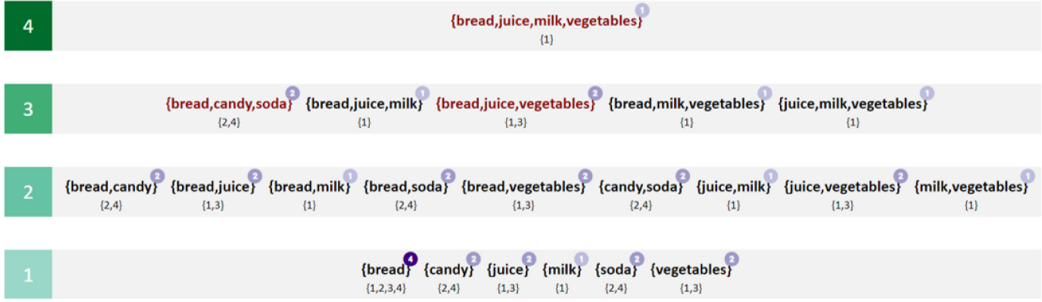 4
{bread,juice,milk,vegetables} 1
{1}
3
{bread,candy,soda} 2 {bread,juice,milk} 1 {bread,juice,vegetables} 2 {bread,milk,vegetables} 1 {juice,milk,vegetables} 1
{2,4} {1} {1,3} {1} {1}
2
{bread,candy} 2 {bread,juice} 2 {bread,milk} 1 {bread,soda} 2 {bread,vegetables} 2 {candy,soda} 2 {juice,milk} 1 {juice,vegetables} 2 {milk,vegetables} 1
{2,4} {1,3} {1} {2,4} {1,3} {2,4} {1} {1,3} {1}
1
{bread} 4 {candy} 2 {juice} 2 {milk} 1 {soda} 2 {vegetables} 2
{1,2,3,4} {2,4} {1,3} {1} {2,4} {1,3}